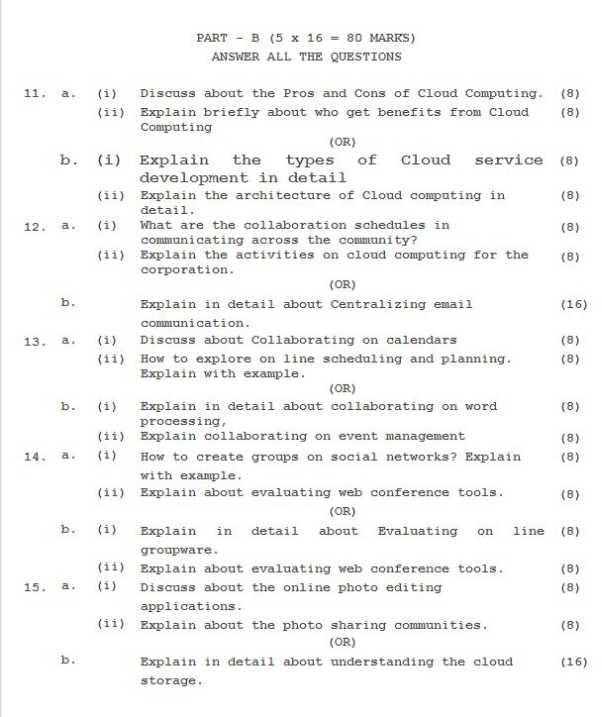 PART - B (5 x 16 = 80 MARKS)
ANSWER ALL THE QUESTIONS
11. a. (i) Discuss about the Pros and Cons of Cloud Computing. (8)
(ii) Explain briefly about who get benefits from Cloud (8)
Computing
(OR)
b. (i) Explain the types of Cloud service (8)
development in detail
(ii) Explain the architecture of Cloud computing in (8)
detail.
12. a. (i) What are the collaboration schedules in (8)
communicating across the community?
(ii) Explain the activities on cloud computing for the (8)
corporation.
(OR)
b. Explain in detail about Centralizing email (16)
communication.
13. a. (i) Discuss about Collaborating on calendars (8)
(ii) How to explore on line scheduling and planning. (8)
Explain with example.
(OR)
b. (i) Explain in detail about collaborating on word (8)
processing,
(ii) Explain collaborating on event management (8)
14. a. (i) How to create groups on social networks? Explain (8)
with example.
(ii) Explain about evaluating web conference tools. (8)
(OR)
b. (i) Explain in detail about Evaluating on line (8)
groupware.
(ii) Explain about evaluating web conference tools. (8)
15. a. (i) Discuss about the online photo editing (8)
applications.
(ii) Explain about the photo sharing communities. (8)
(OR)
b. Explain in detail about understanding the cloud (16)
storage.